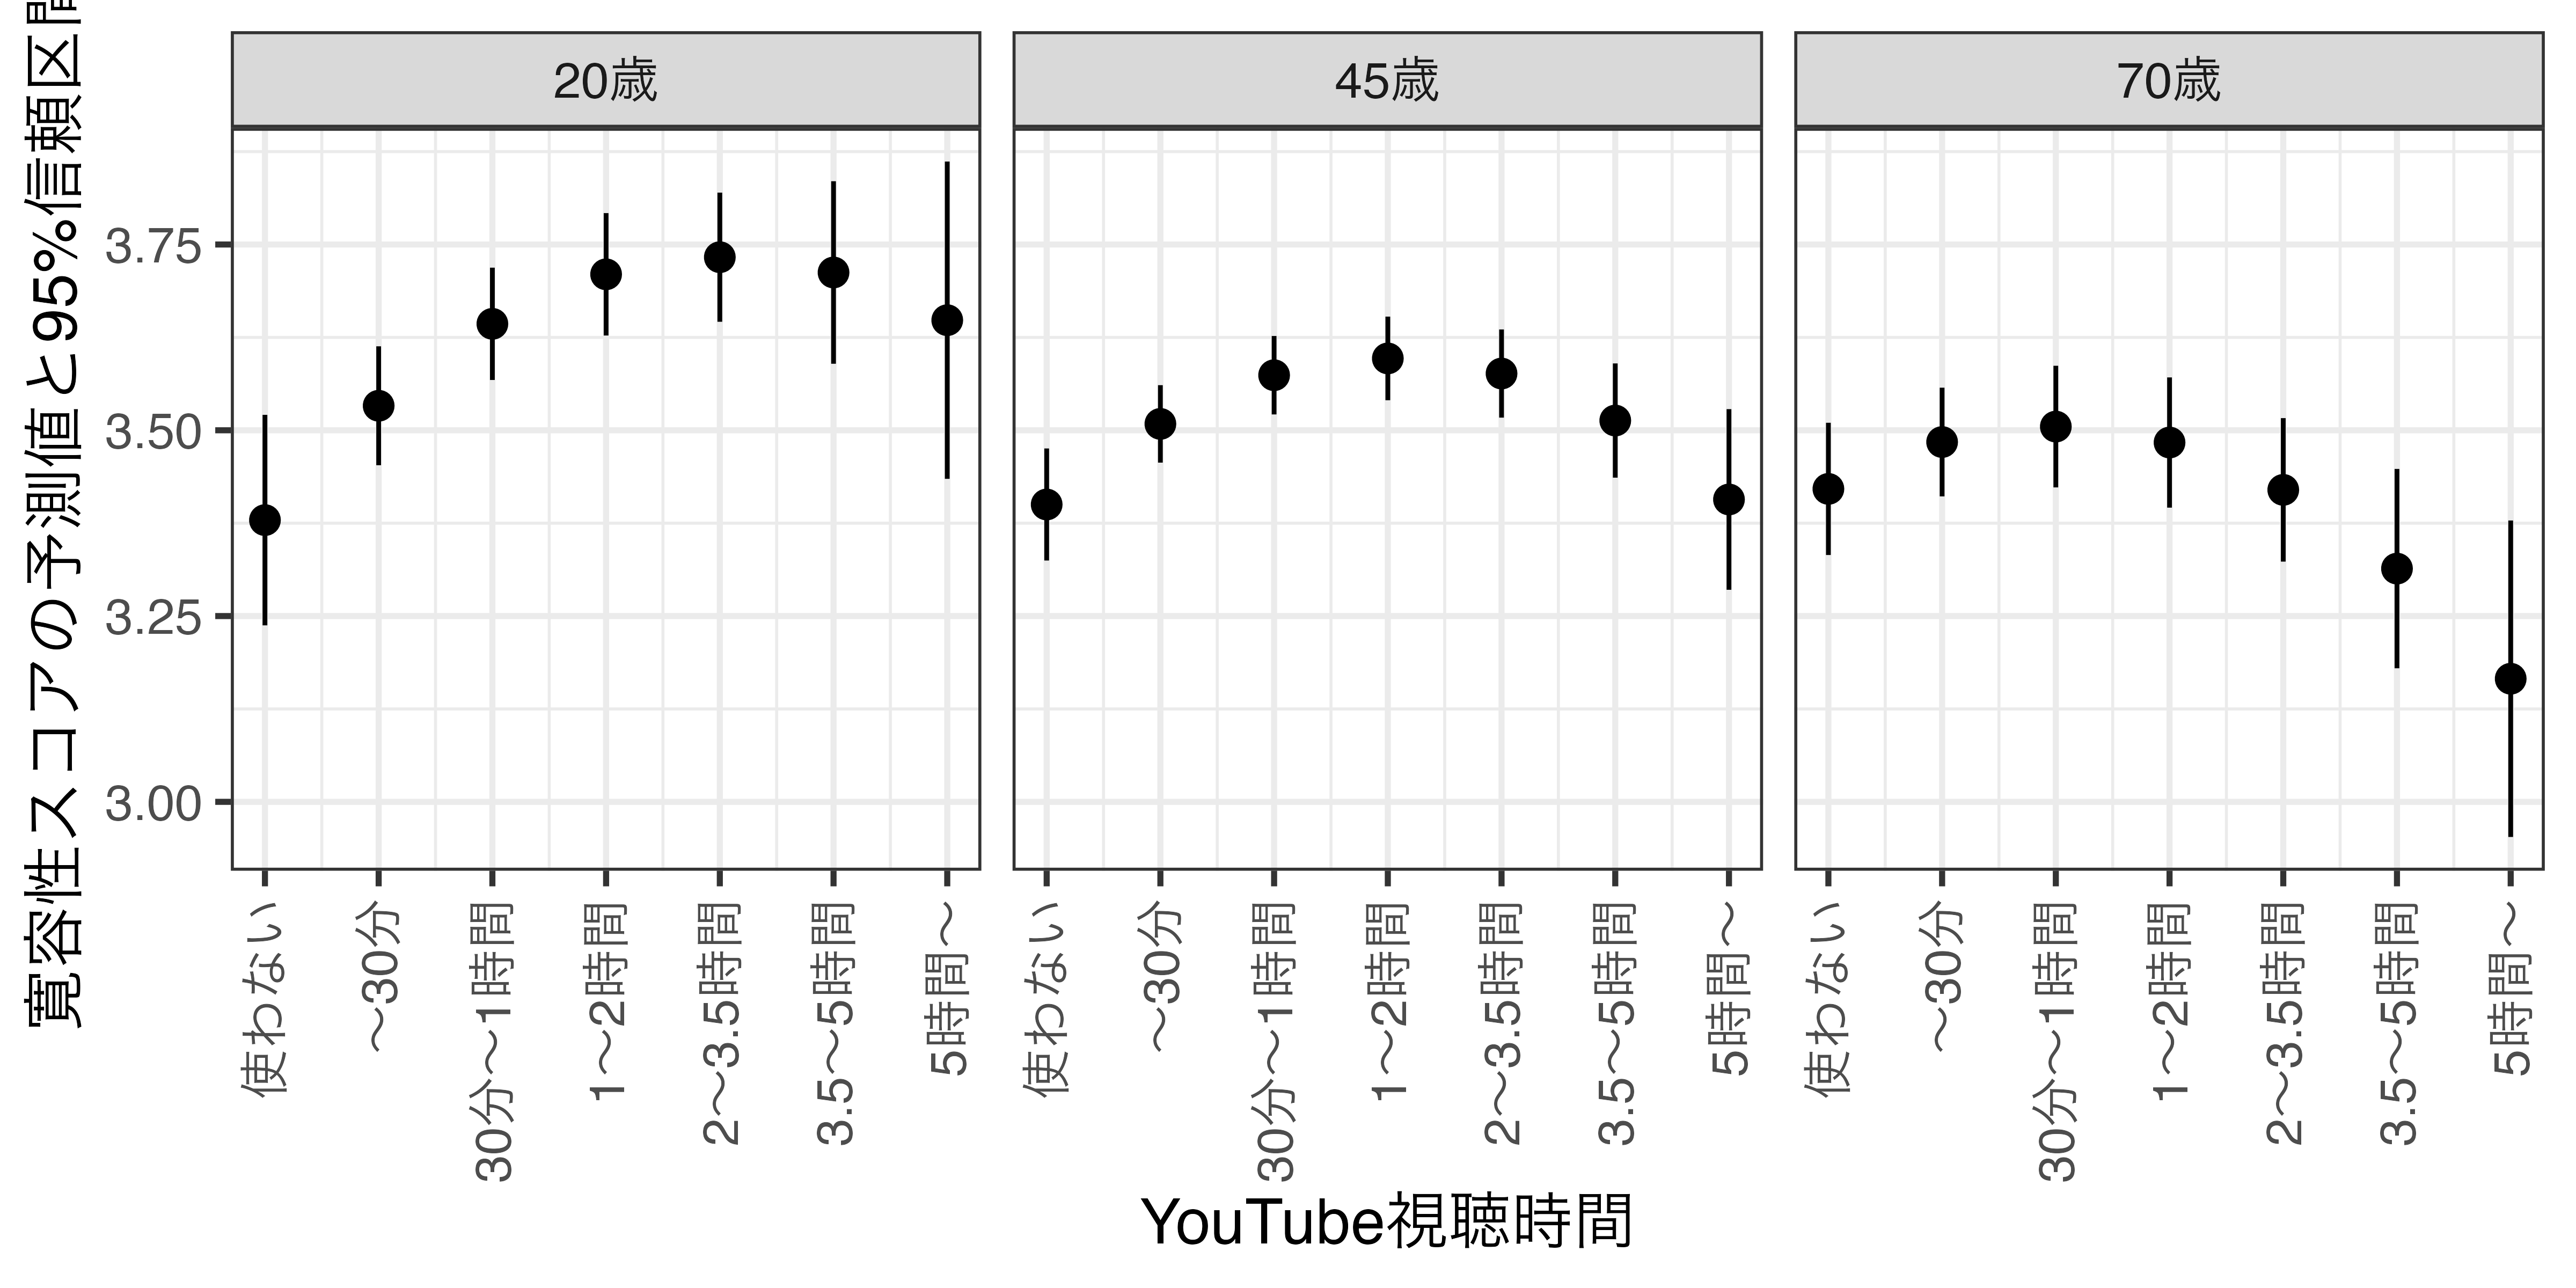 寛容性スコアの予測値と95%信頼区間
20歳
45歳
70歳
3.75
3.50
3.25
3.00
使わない
〜30分
30分〜1時間
1〜2時間
2〜3.5時間
3.5〜5時間
5時間〜
使わない
〜30分
30分〜1時間
1〜2時間
2〜3.5時間
3.5〜5時間
5時間〜
使わない
〜30分
30分〜1時間
1〜2時間
2〜3.5時間
3.5〜5時間
5時間〜
YouTube視聴時間